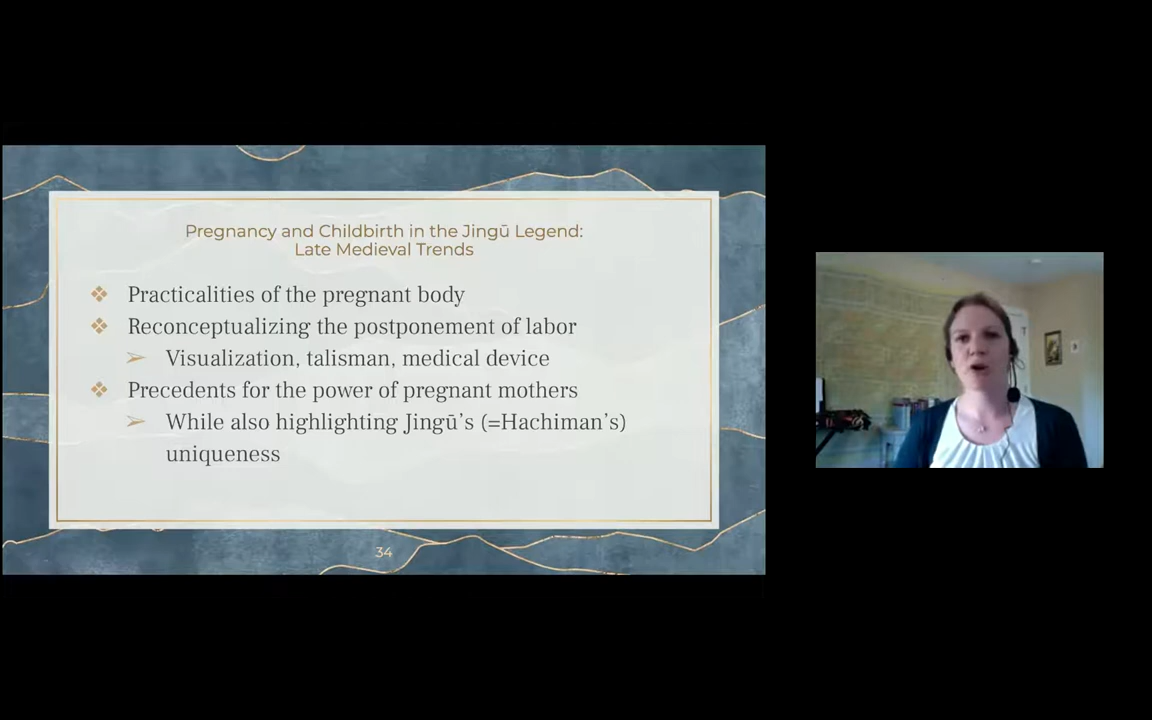 Pregnancy and Childbirth in the Jingū Legend:
Late Medieval Trends
Practicalities of the pregnant body
Reconceptualizing the postponement of labor
Visualization, talisman, medical device
Precedents for the power of pregnant mothers
While also highlighting Jingū's (=Hachiman's)
uniqueness
34